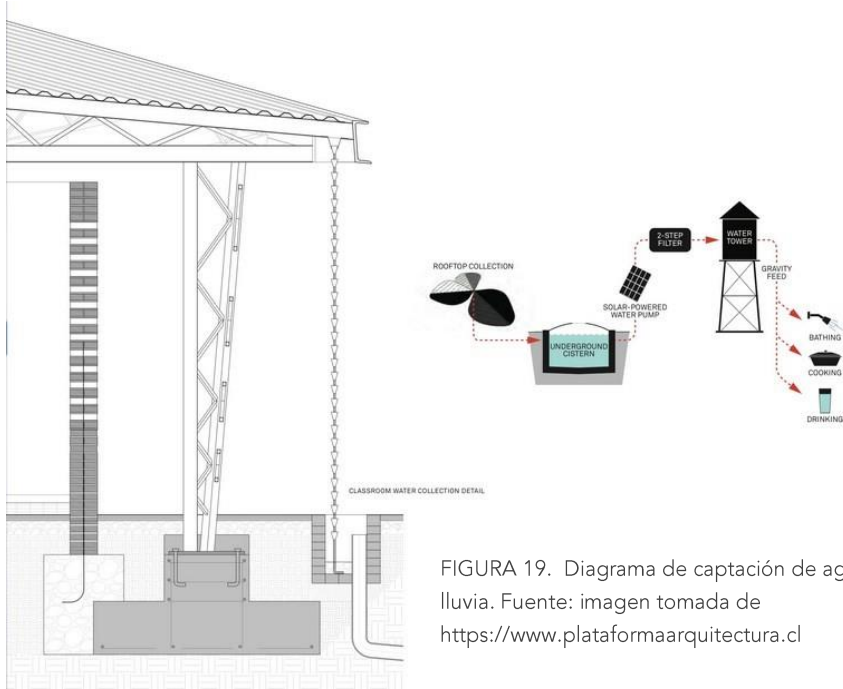 ROOFTOP COLLECTION
UNDERGROUND
CISTERN
SOLAR-POWERED
WATER PUMP
2-STEP
FILTER
WATER
TOWER
GRAVITY
FEED
BATHING
COOKING
DRINKING
CLASSROOM WATER COLLECTION DETAIL
FIGURA 19. Diagrama de captación de ag
lluvia. Fuente: imagen tomada de
https://www.plataformaarquitectura.cl